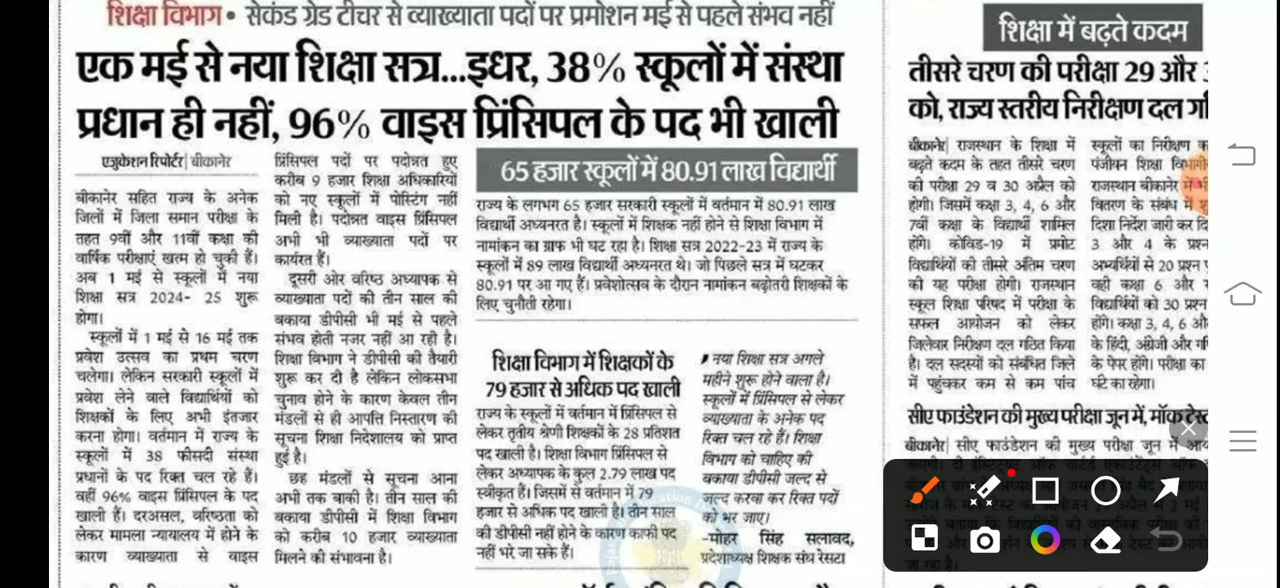 शिक्षा विभाग • सेकंड ग्रेड टीचर से व्याख्याता पदों पर प्रमोशन मई से पहले संभव नहीं
एक मई से नया शिक्षा सत्र...इधर, 38% स्कूलों में संस्था
प्रधान ही नहीं, 96% वाइस प्रिंसिपल के पद भी खाली
एजुकेशन रिपोर्टर| बीकानेर
बीकानेर सहित राज्य के अनेक
जिलों में जिला समान परीक्षा के
तहत 9वीं और 11वीं कक्षा की
वार्षिक परीक्षाएं खत्म हो चुकी हैं।
अब 1 मई से स्कूलों में नया
शिक्षा सत्र 2024- 25 शुरू
होगा।
स्कूलों में 1 मई से 16 मई तक
प्रवेश उत्सव का प्रथम चरण
चलेगा। लेकिन सरकारी स्कूलों में
प्रवेश लेने वाले विद्यार्थियों को
शिक्षकों के लिए अभी इंतजार
करना होगा। वर्तमान में राज्य के
स्कूलों में 38 फीसदी संस्था
प्रधानों के पद रिक्त चल रहे हैं।
वहीं 96% वाइस प्रिंसिपल के पद
खाली हैं। दरअसल, वरिष्ठता को
लेकर मामला न्यायालय में होने के
कारण व्याख्याता से वाइस
प्रिंसिपल पदों पर पदोन्नत हुए
करीब 9 हजार शिक्षा अधिकारियों
को नए स्कूलों में पोस्टिंग नहीं
मिली है। पदोन्नत वाइस प्रिंसिपल
अभी भी व्याख्याता पदों पर
कार्यरत हैं।
दूसरी ओर वरिष्ठ अध्यापक से
व्याख्याता पदों की तीन साल की
बकाया डीपीसी भी मई से पहले
संभव होती नजर नहीं आ रही है।
शिक्षा विभाग ने डीपीसी की तैयारी
शुरू कर दी है लेकिन लोकसभा
चुनाव होने के कारण केवल तीन
मंडलों से ही आपत्ति निस्तारण की
सूचना शिक्षा निदेशालय को प्राप्त
हुई है।
छह मंडलों से सूचना आना
अभी तक बाकी है। तीन साल की
बकाया डीपीसी में शिक्षा विभाग
को करीब 10 हजार व्याख्याता
मिलने की संभावना है।
65 हजार स्कूलों में 80.91 लाख विद्यार्थी
राज्य के लगभग 65 हजार सरकारी स्कूलों में वर्तमान में 80.91 लाख
विद्यार्थी अध्यनरत है। स्कूलों में शिक्षक नहीं होने से शिक्षा विभाग में
नामांकन का ग्राफ भी घट रहा है। शिक्षा सत्र 2022-23 में राज्य के
स्कूलों में 89 लाख विद्यार्थी अध्यनरत थे। जो पिछले सत्र में घटकर
80.91 पर आ गए हैं। प्रवेशोत्सव के दौरान नामांकन बढ़ोतरी शिक्षकों के
लिए चुनौती रहेगा।
शिक्षा विभाग में शिक्षकों के
79 हजार से अधिक पद खाली
राज्य के स्कूलों में वर्तमान में प्रिंसिपल से
लेकर तृतीय श्रेणी शिक्षकों के 28 प्रतिशत
पद खाली है। शिक्षा विभाग प्रिंसिपल से
लेकर अध्यापक के कुल 2.79 लाख पद
स्वीकृत हैं। जिसमें से वर्तमान में 79
हजार से अधिक पद खाली है। तीन साल
की डीपीसी नहीं होने के कारण काफी पद
नहीं भरे जा सके हैं।
नया शिक्षा सत्र अगले
महीने शुरू होने वाला है।
स्कूलों में प्रिंसिपल से लेकर
व्याख्याता के अनेक पद
रिक्त चल रहे हैं। शिक्षा
विभाग को चाहिए की
बकाया डीपीसी जल्द से
जल्द करवा कर रिक्त पदों
को भर जाए।
-मोहर सिंह सलावद,
प्रदेशाध्यक्ष शिक्षक संघ रेसटा
शिक्षा में बढ़ते कदम
तीसरे चरण की परीक्षा 29 और
को, राज्य स्तरीय निरीक्षण दल
बीकानेर| राजस्थान के शिक्षा में
बढ़ते कदम के तहत तीसरे चरण
की परीक्षा 29 व 30 अप्रैल को
होगी। जिसमें कक्षा 3, 4, 6 और
7वीं कक्षा के विद्यार्थी शामिल
होंगे। कोविड-19 में प्रमोट
विद्यार्थियों की तीसरे अंतिम चरण
की यह परीक्षा होगी। राजस्थान
स्कूल शिक्षा परिषद में परीक्षा के
सफल आयोजन को लेकर
जिलेवार निरीक्षण दल गठित किया
है। दल सदस्यों को संबंधित जिले
में पहुंचकर कम से कम पांच
स्कूलों का निरीक्षण
पंजीयन शिक्षा
राजस्थान बीकानेर
वितरण के संबंध में
दिशा निर्देश जारी कर
3 और 4 के प्रश्न
अभ्यर्थियों से 20 प्रश्न
वही कक्षा 6 और
विद्यार्थियों को 30 प्रश्न
होंगे। कक्षा 3, 4, 6 और
के हिंदी, अंग्रेजी और
के पेपर होंगे। परीक्षा का
घंटे का रहेगा।
सीए फाउंडेशन की मुख्य परीक्षा जून में, मॉक टेस्ट
बीकानेर| सीए फाउंडेशन की मुख्य परीक्षा जून में